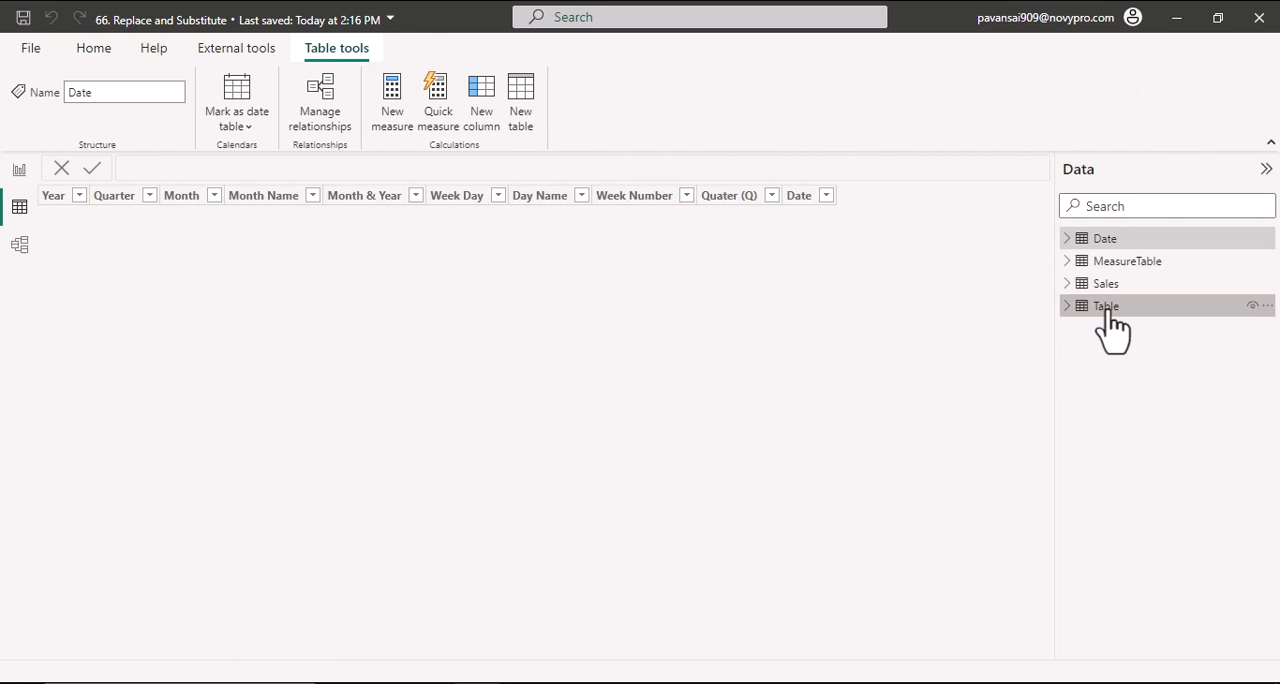 66. Replace and Substitute • Last saved: Today at 2:16 PM
Search
pavansai909@novypro.com
File
Home
Help
External tools
Table tools
Name
Date
Mark as date
table
Manage
relationships
New
measure
Quick
measure
New
column
New
table
Structure
Calendars
Relationships
Calculations
Year
Quarter
Month
Month Name
Month & Year
Week Day
Day Name
Week Number
Quater (Q)
Date
Data
Search
Date
MeasureTable
Sales
Table